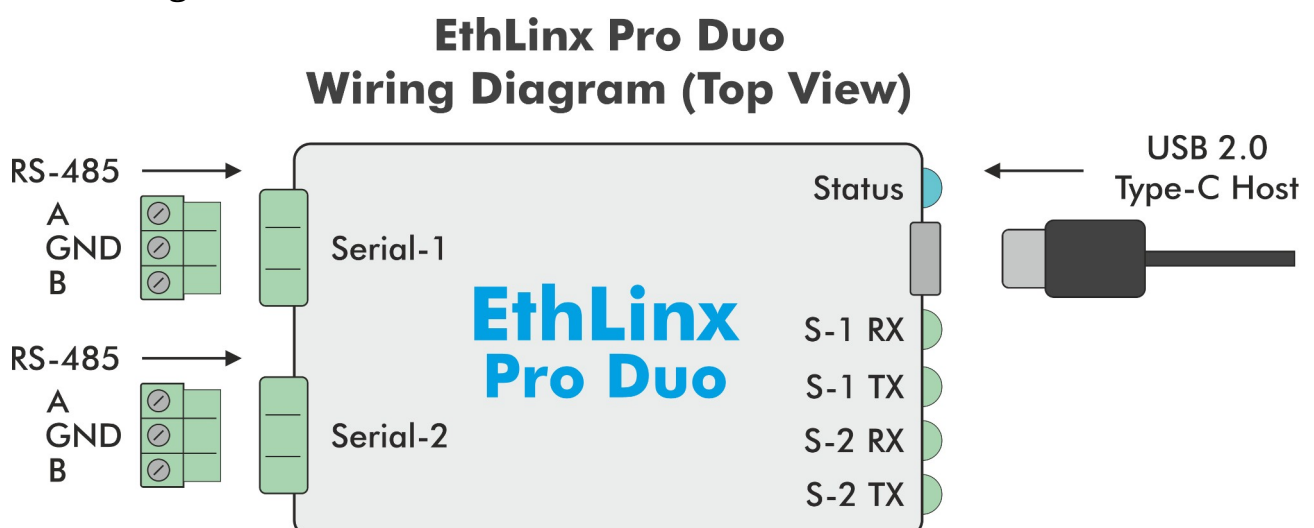 EthLinx Pro Duo
Wiring Diagram (Top View)
RS-485
A
GND
B
Serial-1
RS-485
A
GND
B
Serial-2
EthLinx
Pro Duo
Status
S-1 RX
S-1 TX
S-2 RX
S-2 TX
USB 2.0
Type-C Host